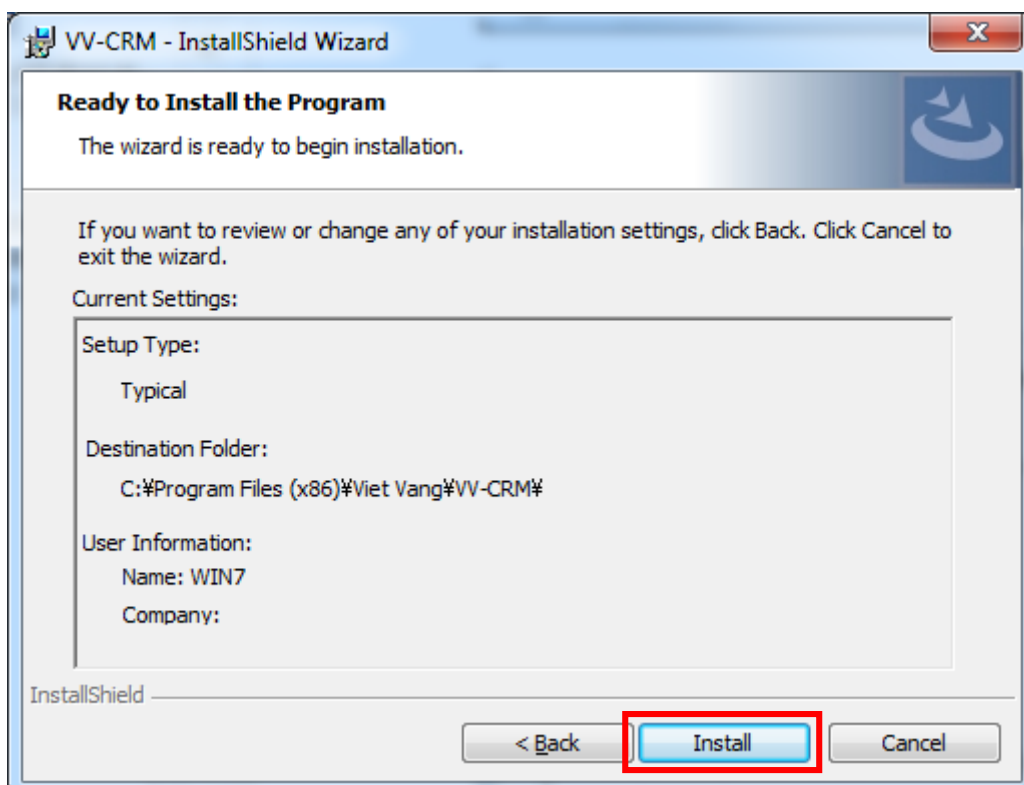 VV-CRM - InstallShield Wizard
Ready to Install the Program
The wizard is ready to begin installation.
If you want to review or change any of your installation settings, click Back. Click Cancel to
exit the wizard.
Current Settings:
Setup Type:
Typical
Destination Folder:
C:¥Program Files (x86)¥Viet Vang¥VV-CRM¥
User Information:
Name: WIN7
Company:
InstallShield
< Back
Install
Cancel